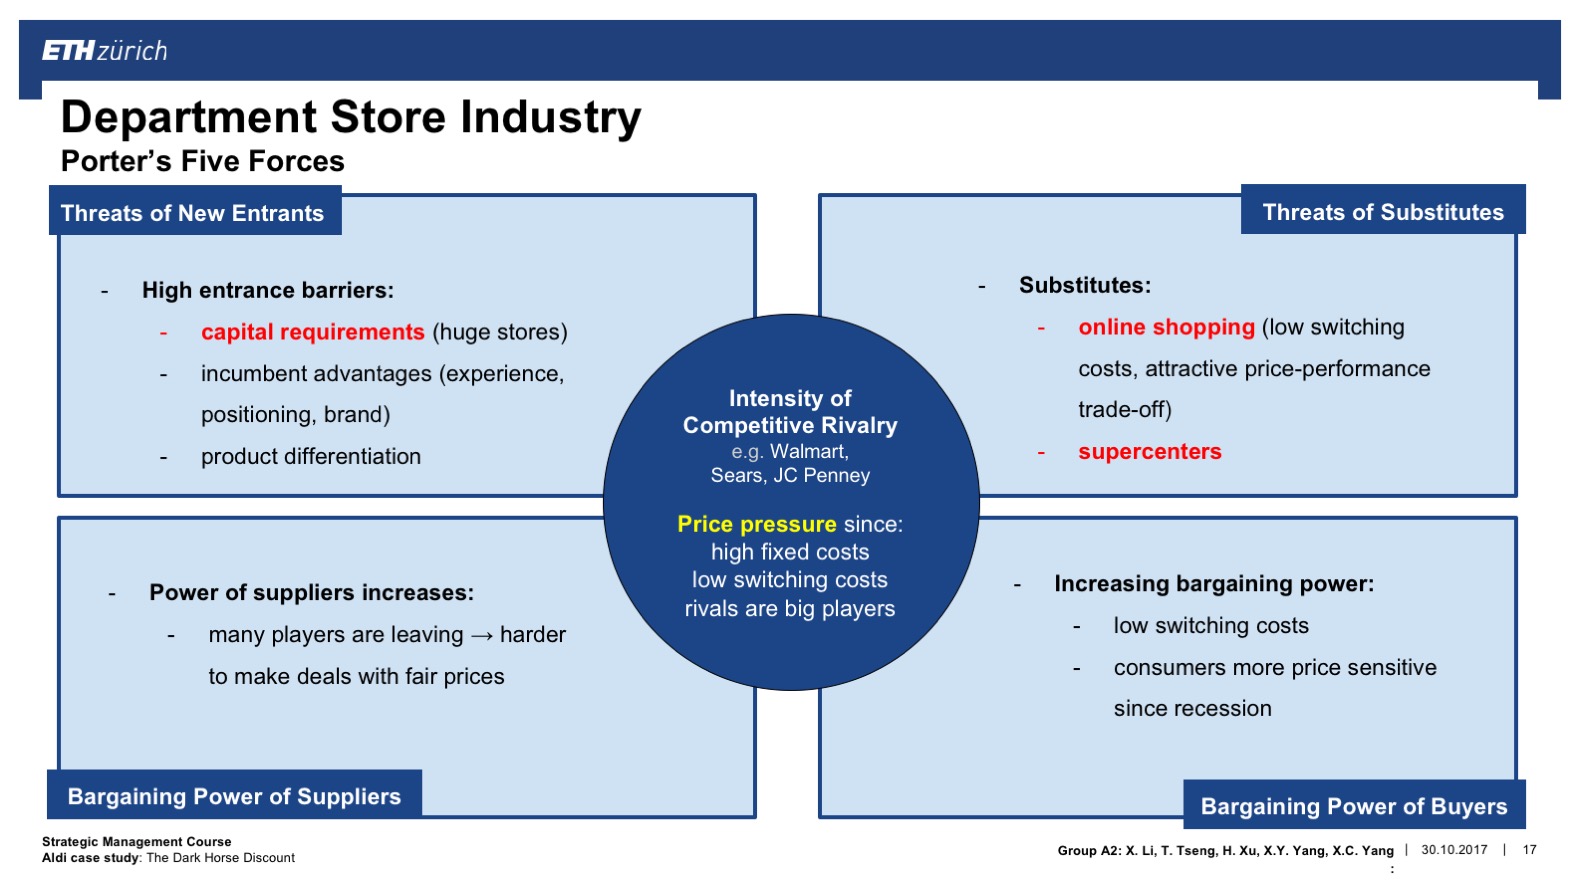 ETH zürich
Department Store Industry
Porter’s Five Forces
Threats of New Entrants
- High entrance barriers:
- capital requirements (huge stores)
- incumbent advantages (experience,
positioning, brand)
- product differentiation
Threats of Substitutes
- Substitutes:
- online shopping (low switching
costs, attractive price-performance
trade-off)
- supercenters
Intensity of
Competitive Rivalry
e.g. Walmart,
Sears, JC Penney
Price pressure since:
high fixed costs
low switching costs
rivals are big players
- Power of suppliers increases:
- many players are leaving → harder
to make deals with fair prices
Bargaining Power of Suppliers
- Increasing bargaining power:
- low switching costs
- consumers more price sensitive
since recession
Bargaining Power of Buyers
Strategic Management Course
Aldi case study: The Dark Horse Discount
Group A2: X. Li, T. Tseng, H. Xu, X.Y. Yang, X.C. Yang | 30.10.2017 | 17
: